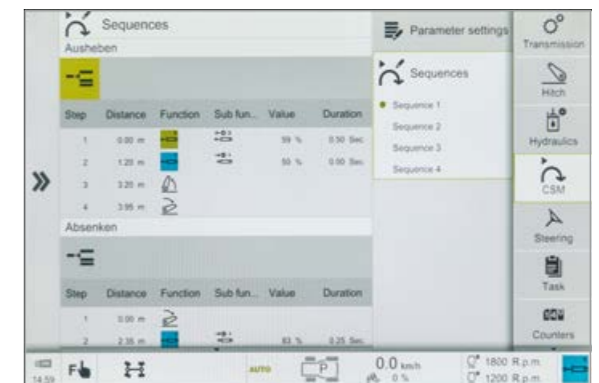 Sequences
Ausheben
Step Distance Function Sub fun... Value Duration
1 0.00 m 59 % 0.50 Sec.
2 1.20 m 50 % 0.50 Sec.
3 3.20 m
4 3.95 m
Absenken
Step Distance Function Sub fun... Value Duration
1 0.00 m
2 2.35 m 83 % 0.25 Sec.
Parameter settings
Sequences
Sequence 1
Sequence 2
Sequence 3
Sequence 4
Transmission
Hitch
Hydraulics
CSM
Steering
Task
Counters
14:59
F
AUTO
P
0.0 km/h
0 %
1800 R.p.m.
1200 R.p.m.